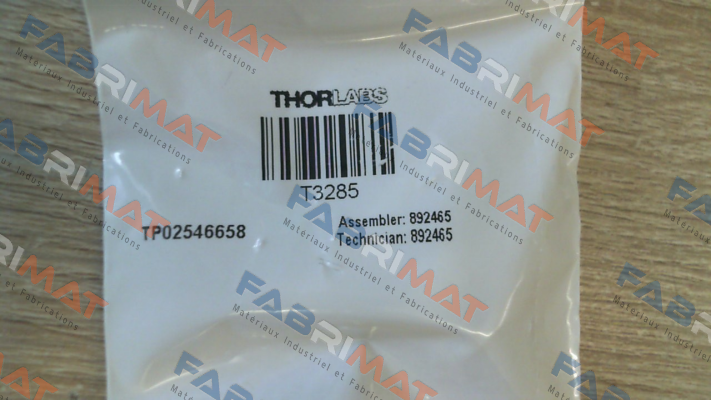 THORLABS
T3285
TP02546658
Assembler: 892465
Technician: 892465
FABRIMAT
Materiaux Industriel et Fabrications